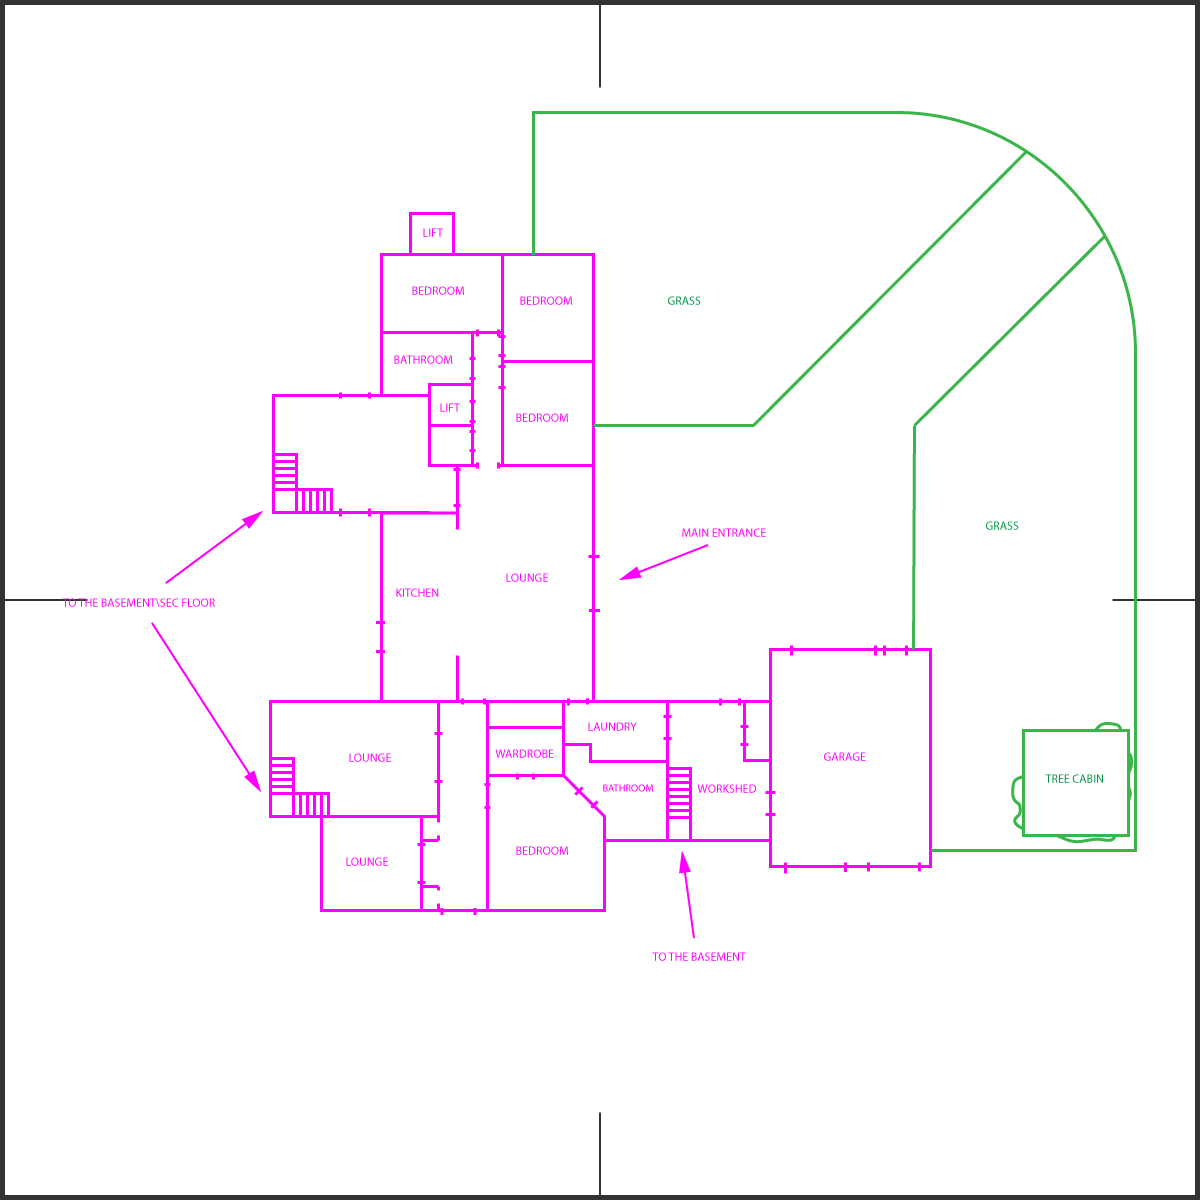 LIFT
BEDROOM
BEDROOM
GRASS
BATHROOM
LIFT
BEDROOM
GRASS
MAIN ENTRANCE
LOUNGE
KITCHEN
TO THE BASEMENT\SEC FLOOR
LAUNDRY
WARDROBE
LOUNGE
GARAGE
TREE CABIN
BATHROOM
WORKSHED
BEDROOM
LOUNGE
TO THE BASEMENT